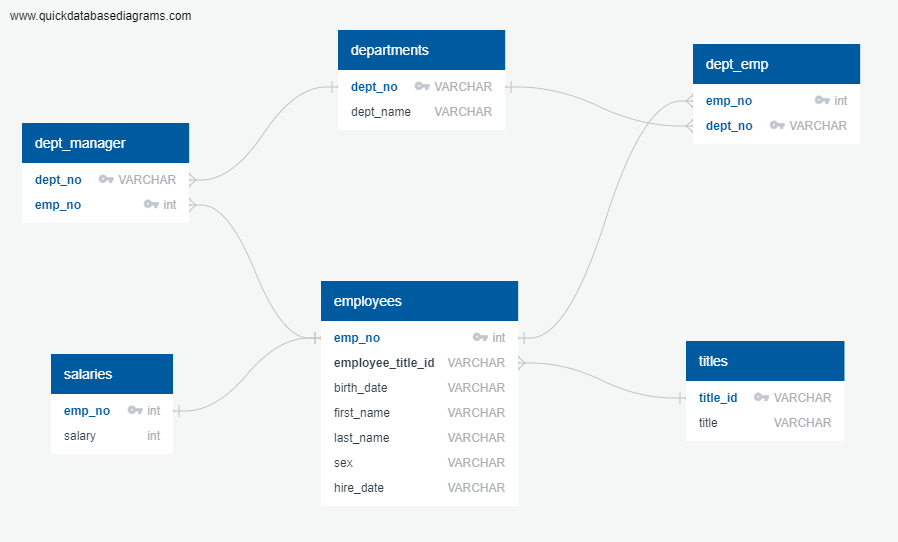 www.quickdatabasediagrams.com
departments
dept_no VARCHAR
dept_name VARCHAR
dept_emp
emp_no int
dept_no VARCHAR
dept_manager
dept_no VARCHAR
emp_no int
employees
emp_no int
employee_title_id VARCHAR
birth_date VARCHAR
first_name VARCHAR
last_name VARCHAR
sex VARCHAR
hire_date VARCHAR
salaries
emp_no int
salary int
titles
title_id VARCHAR
title VARCHAR